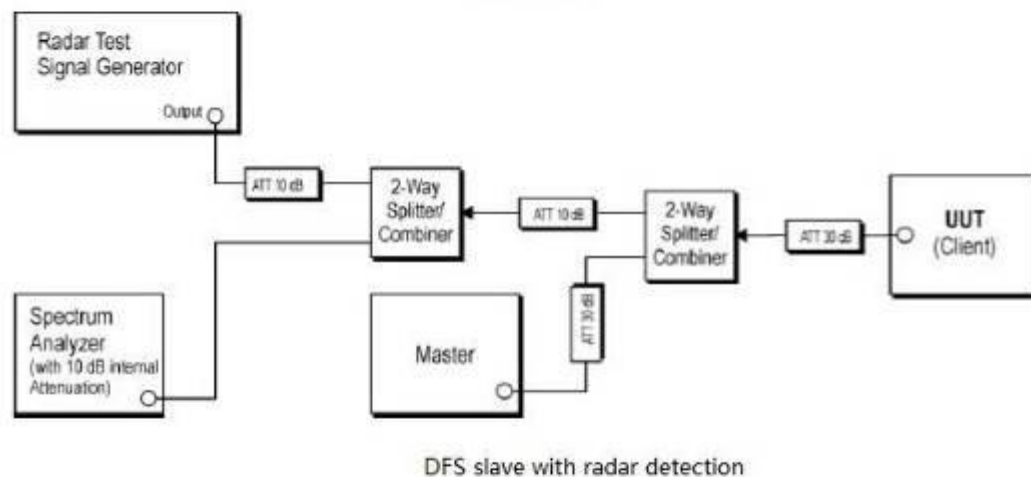 Radar Test
Signal Generator
Output
ATT 10 dB
2-Way
Splitter/
Combiner
ATT 10 dB
2-Way
Splitter/
Combiner
ATT 30 dB
UUT
(Client)
Spectrum
Analyzer
(with 10 dB internal
Attenuation)
Master
ATT 30 dB
DFS slave with radar detection